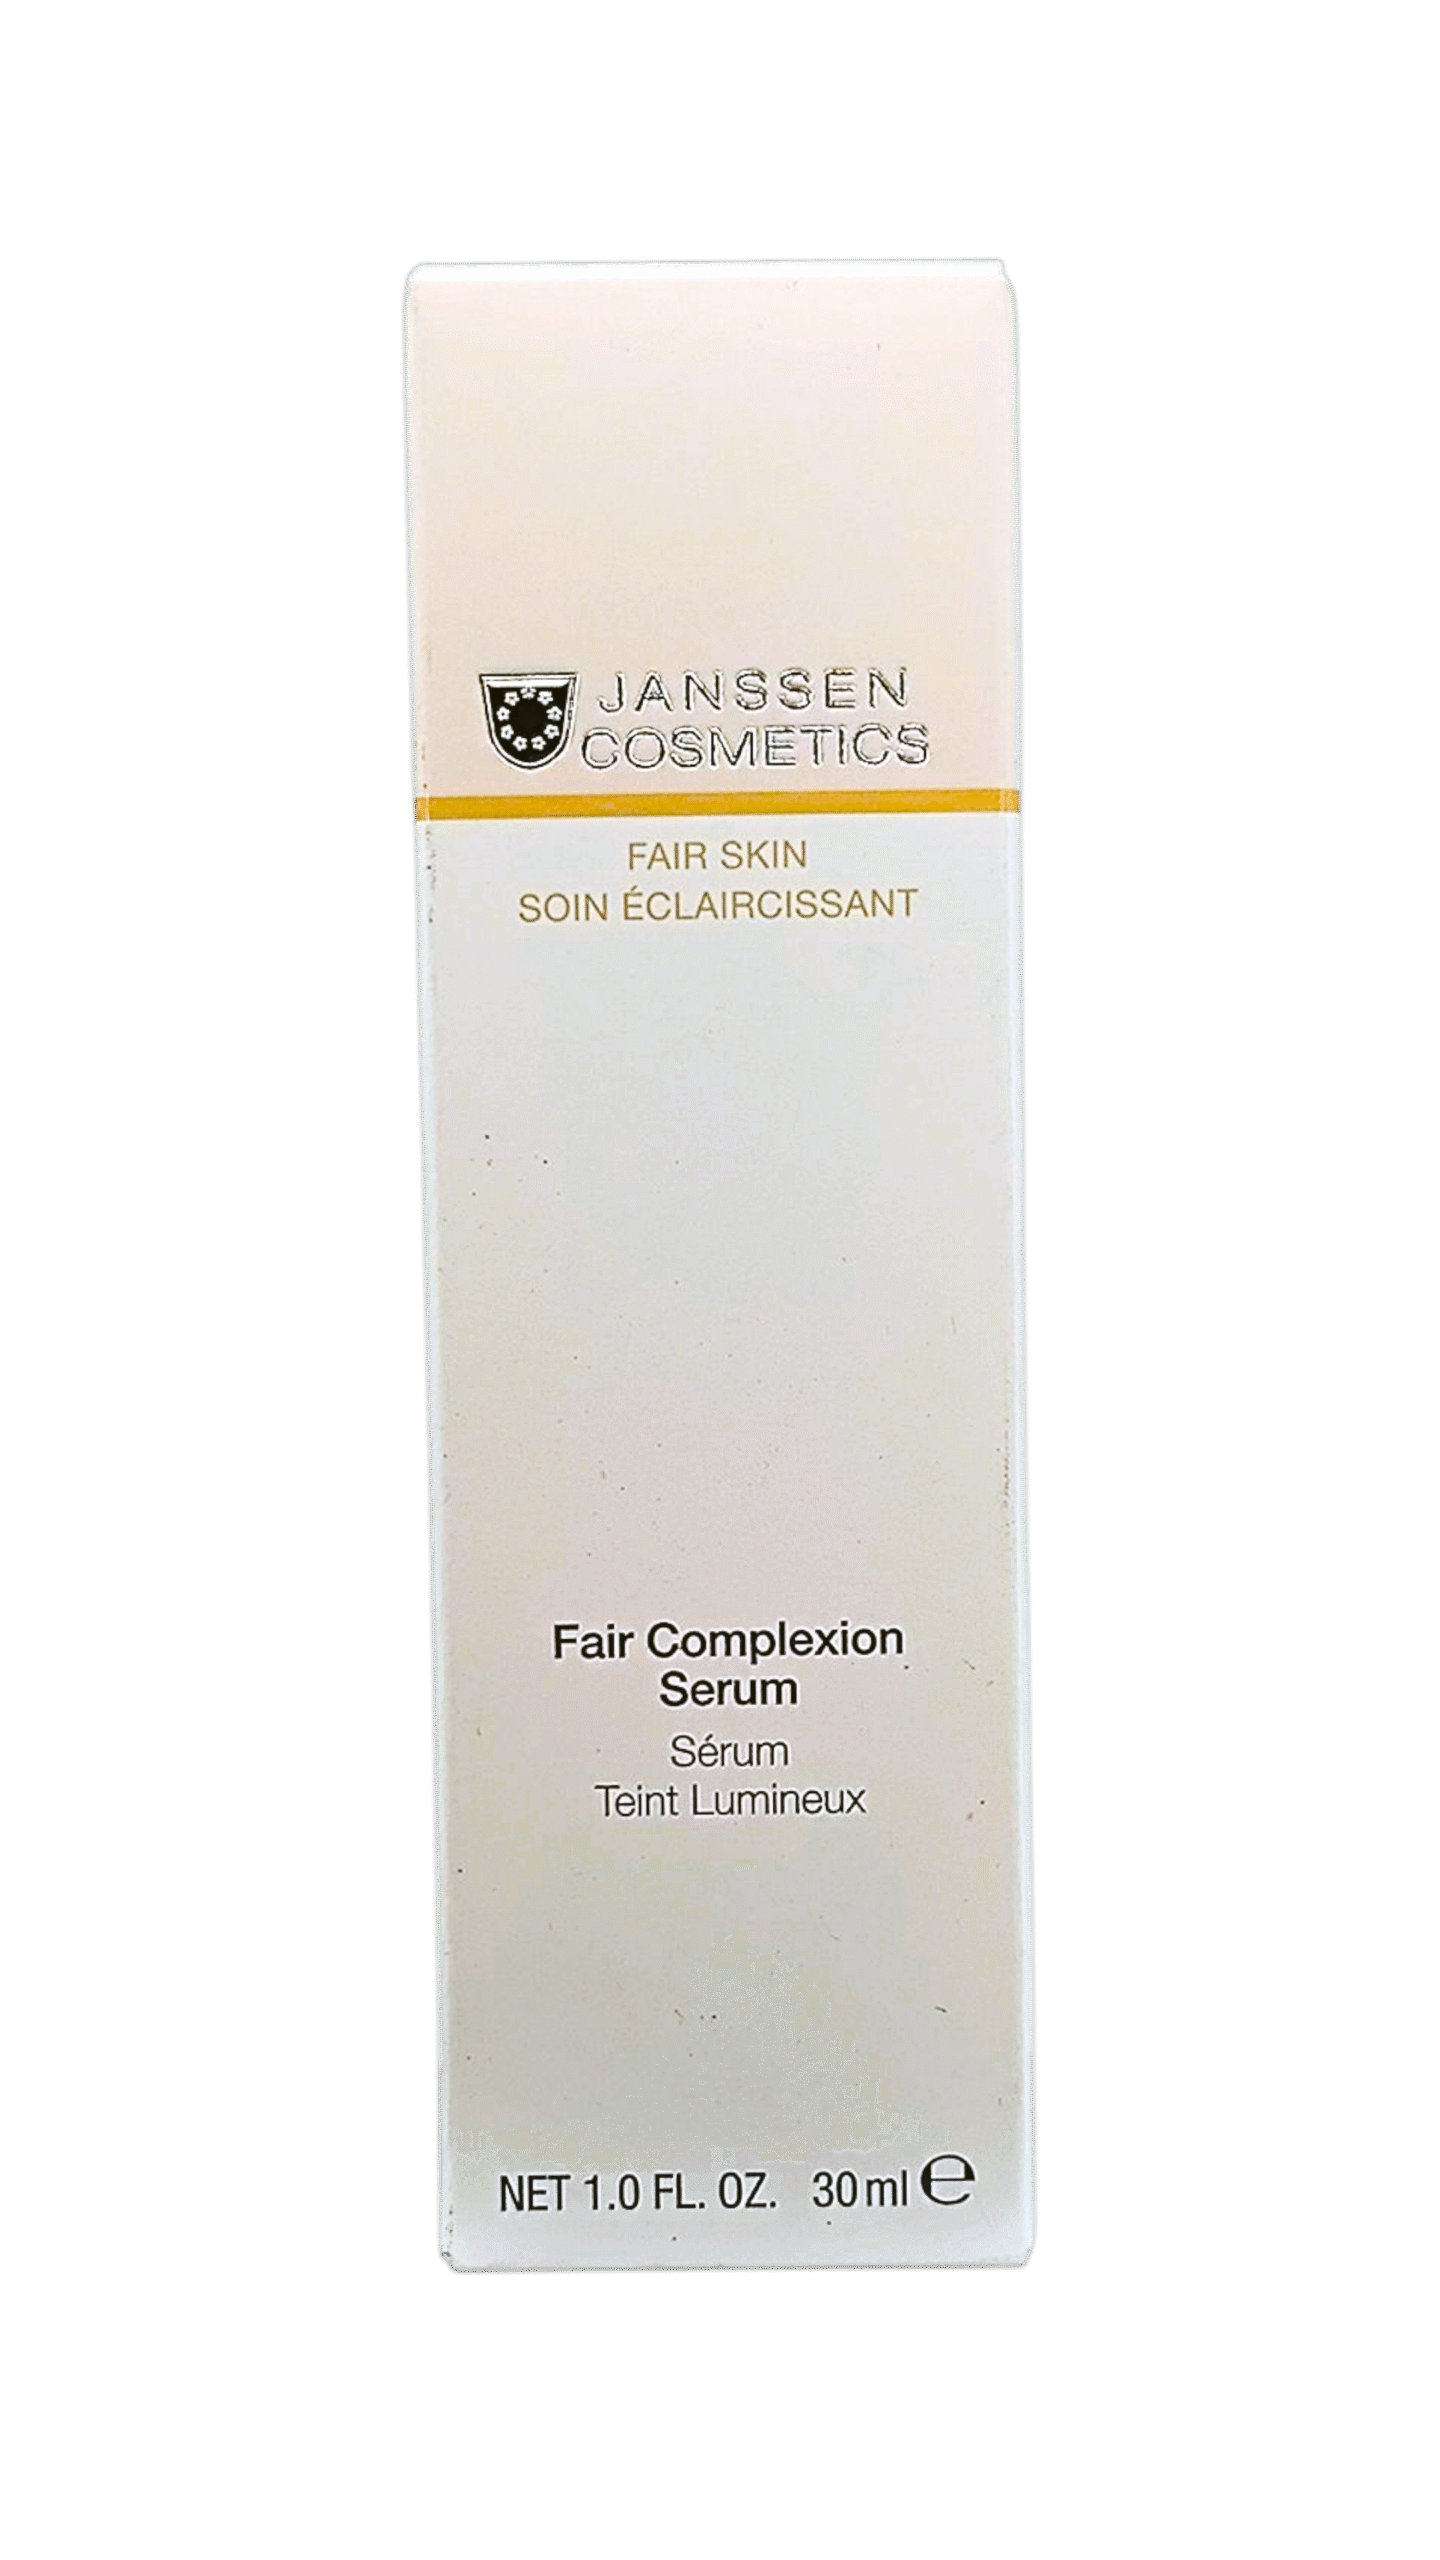 JANSSEN
COSMETICS
FAIR SKIN
SOIN ÉCLAIRCISSANT
Fair Complexion
Serum
Sérum
Teint Lumineux
NET 1.0 FL. OZ. 30 ml ℮